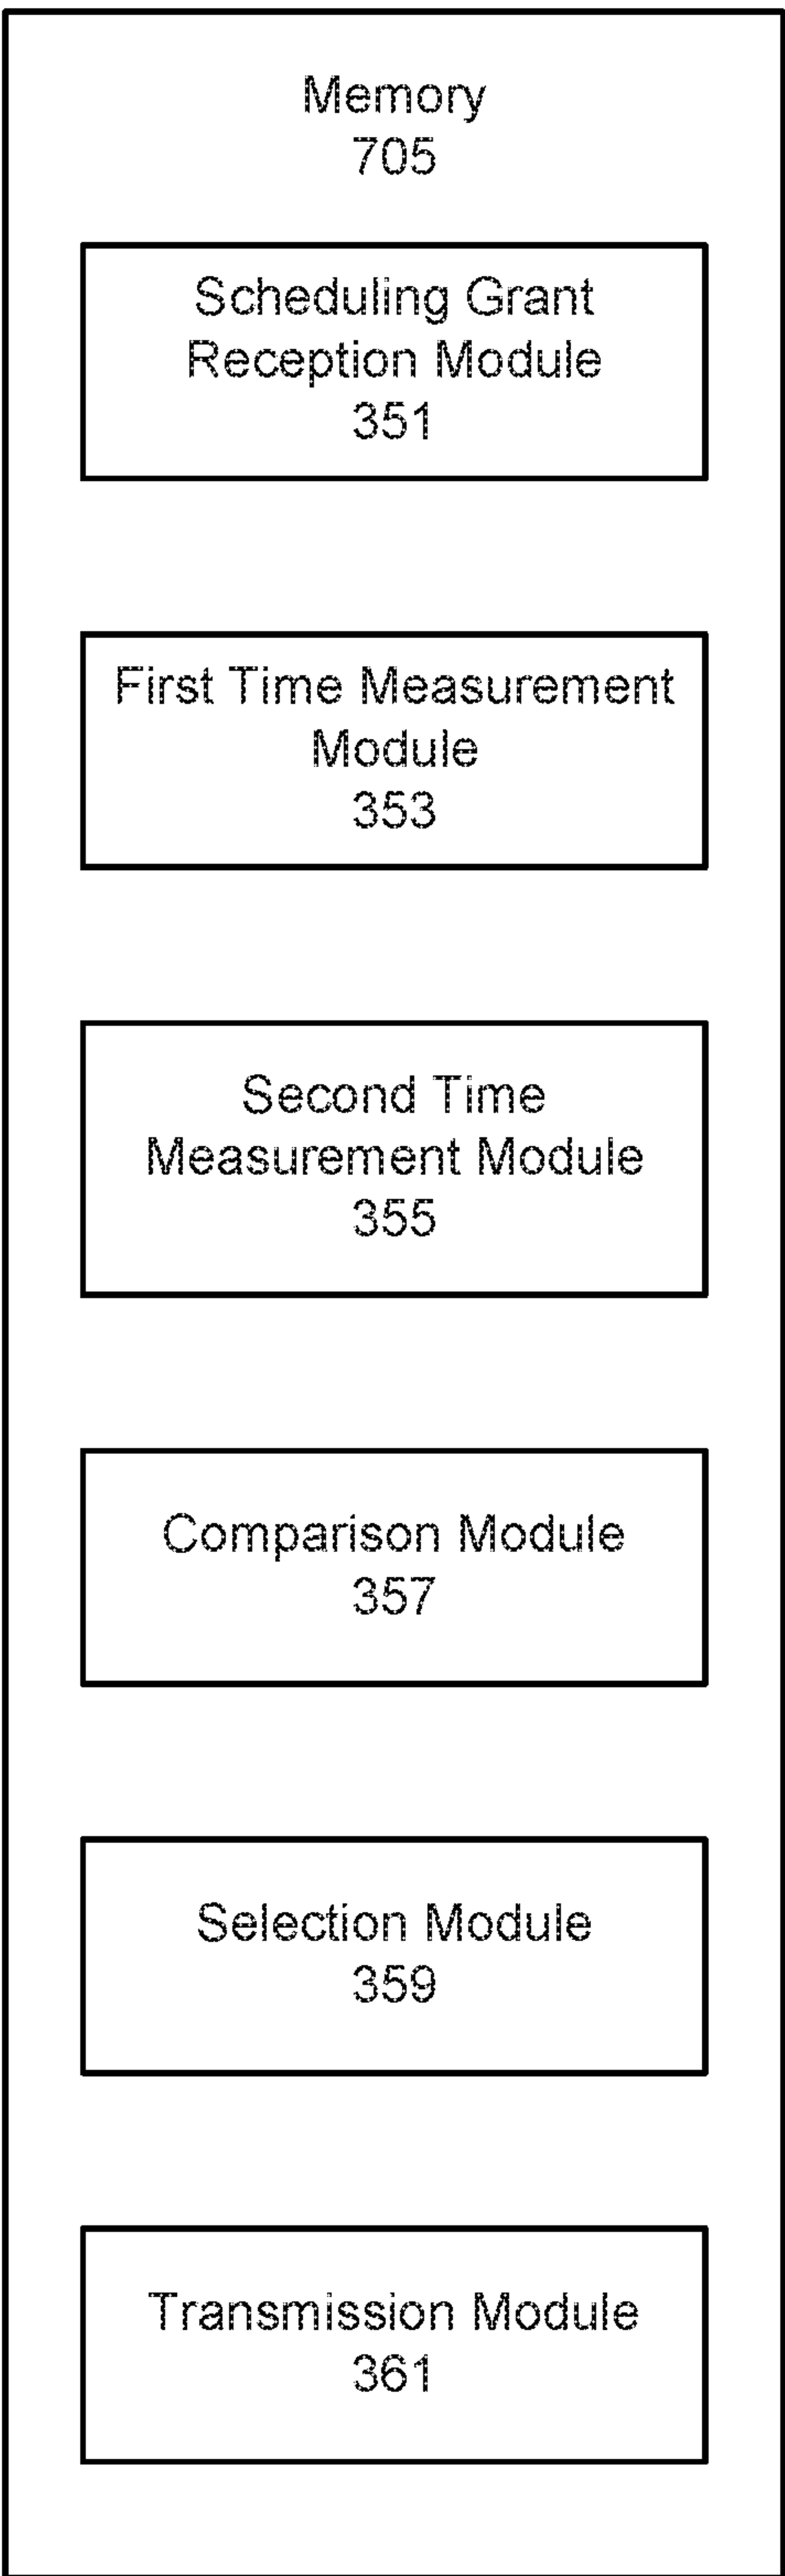 Memory
705
Scheduling Grant
Reception Module
351
First Time Measurement
Module
353
Second Time
Measurement Module
355
Comparison Module
357
Selection Module
359
Transmission Module
361